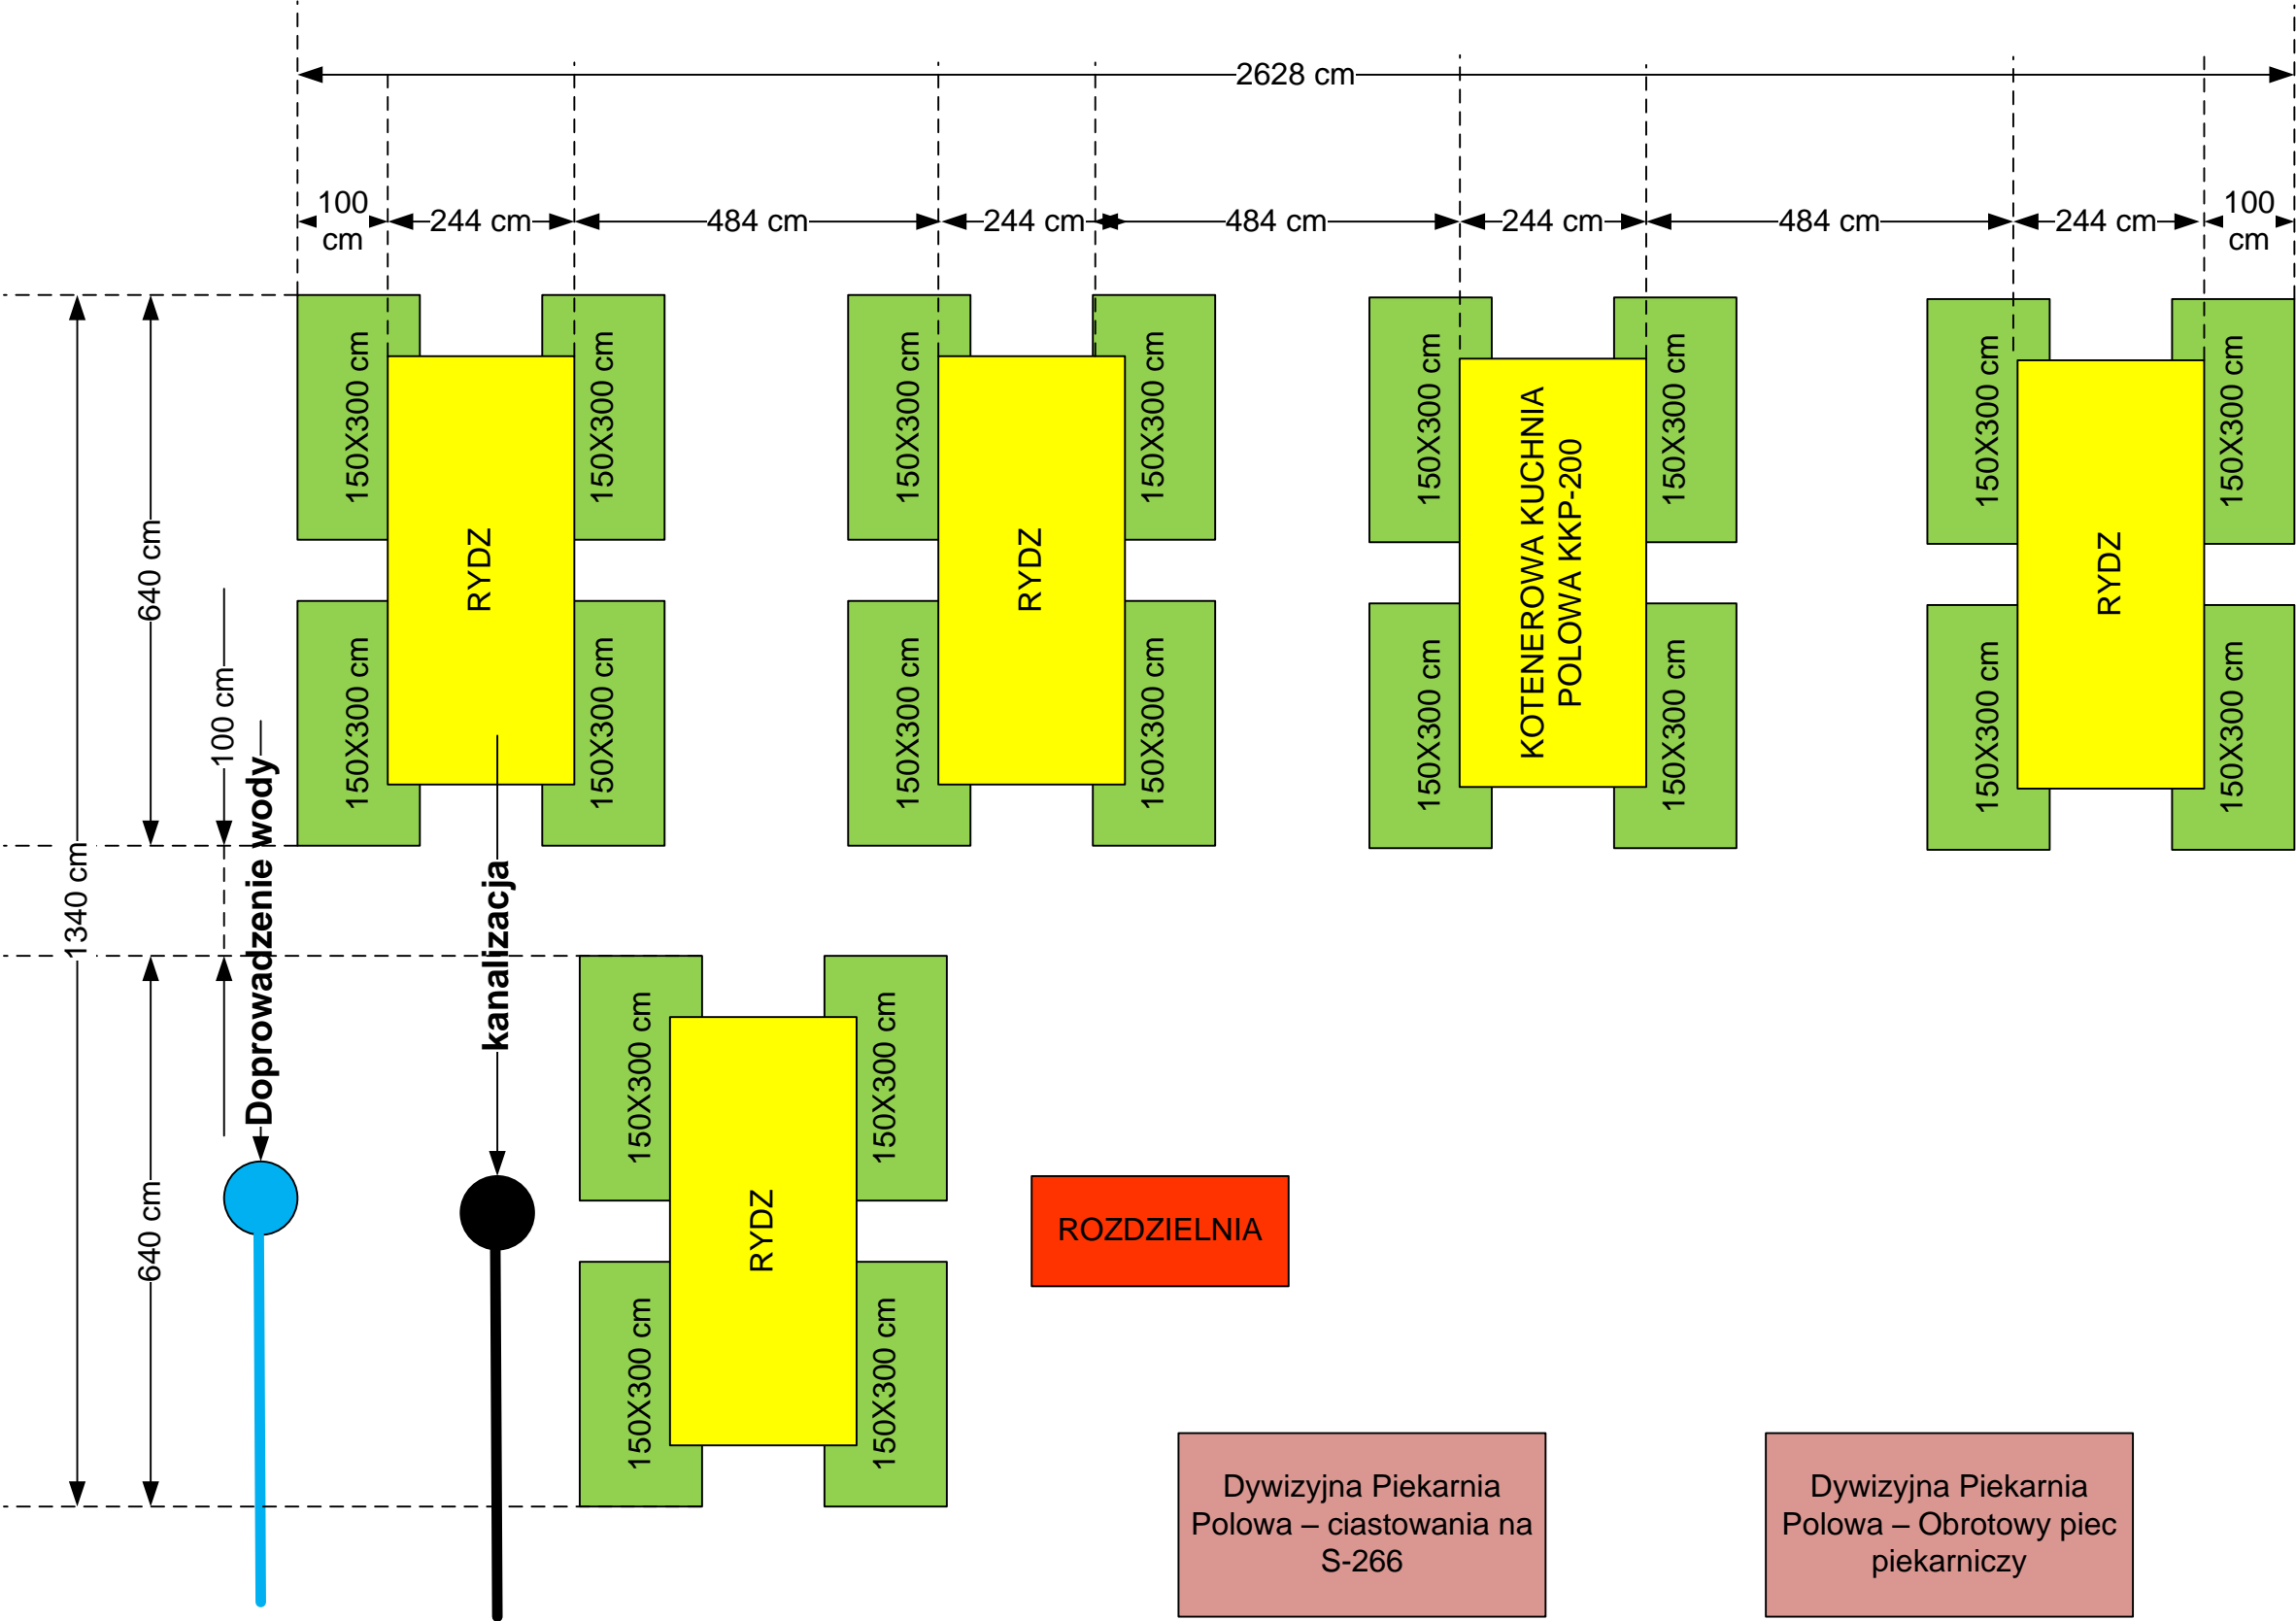 2628 cm
100
cm
244 cm
484 cm
244 cm
484 cm
244 cm
484 cm
244 cm
100
cm
150X300 cm
150X300 cm
150X300 cm
150X300 cm
150X300 cm
150X300 cm
150X300 cm
150X300 cm
RYDZ
RYDZ
KOTENEROWA KUCHNIA
POLOWA KKP-200
RYDZ
640 cm
100 cm
150X300 cm
150X300 cm
150X300 cm
150X300 cm
150X300 cm
150X300 cm
150X300 cm
150X300 cm
1340 cm
Doprowadzenie wody
kanalizacja
150X300 cm
150X300 cm
640 cm
RYDZ
ROZDZIELNIA
150X300 cm
150X300 cm
Dywizyjna Piekarnia
Polowa – ciastowania na
S-266
Dywizyjna Piekarnia
Polowa – Obrotowy piec
piekarniczy